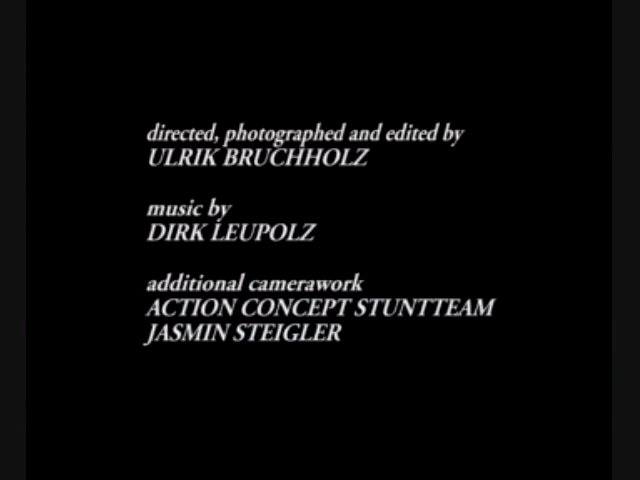 directed, photographed and edited by
ULRIK BRUCHHOLZ
music by
DIRK LEUPOLZ
additional camerawork
ACTION CONCEPT STUNTTEAM
JASMIN STEIGLER